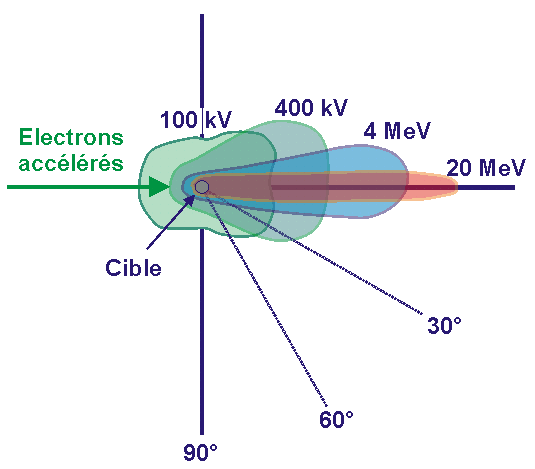 100 kV
400 kV
4 MeV
20 MeV
Electrons
accélérés
Cible
30°
60°
90°